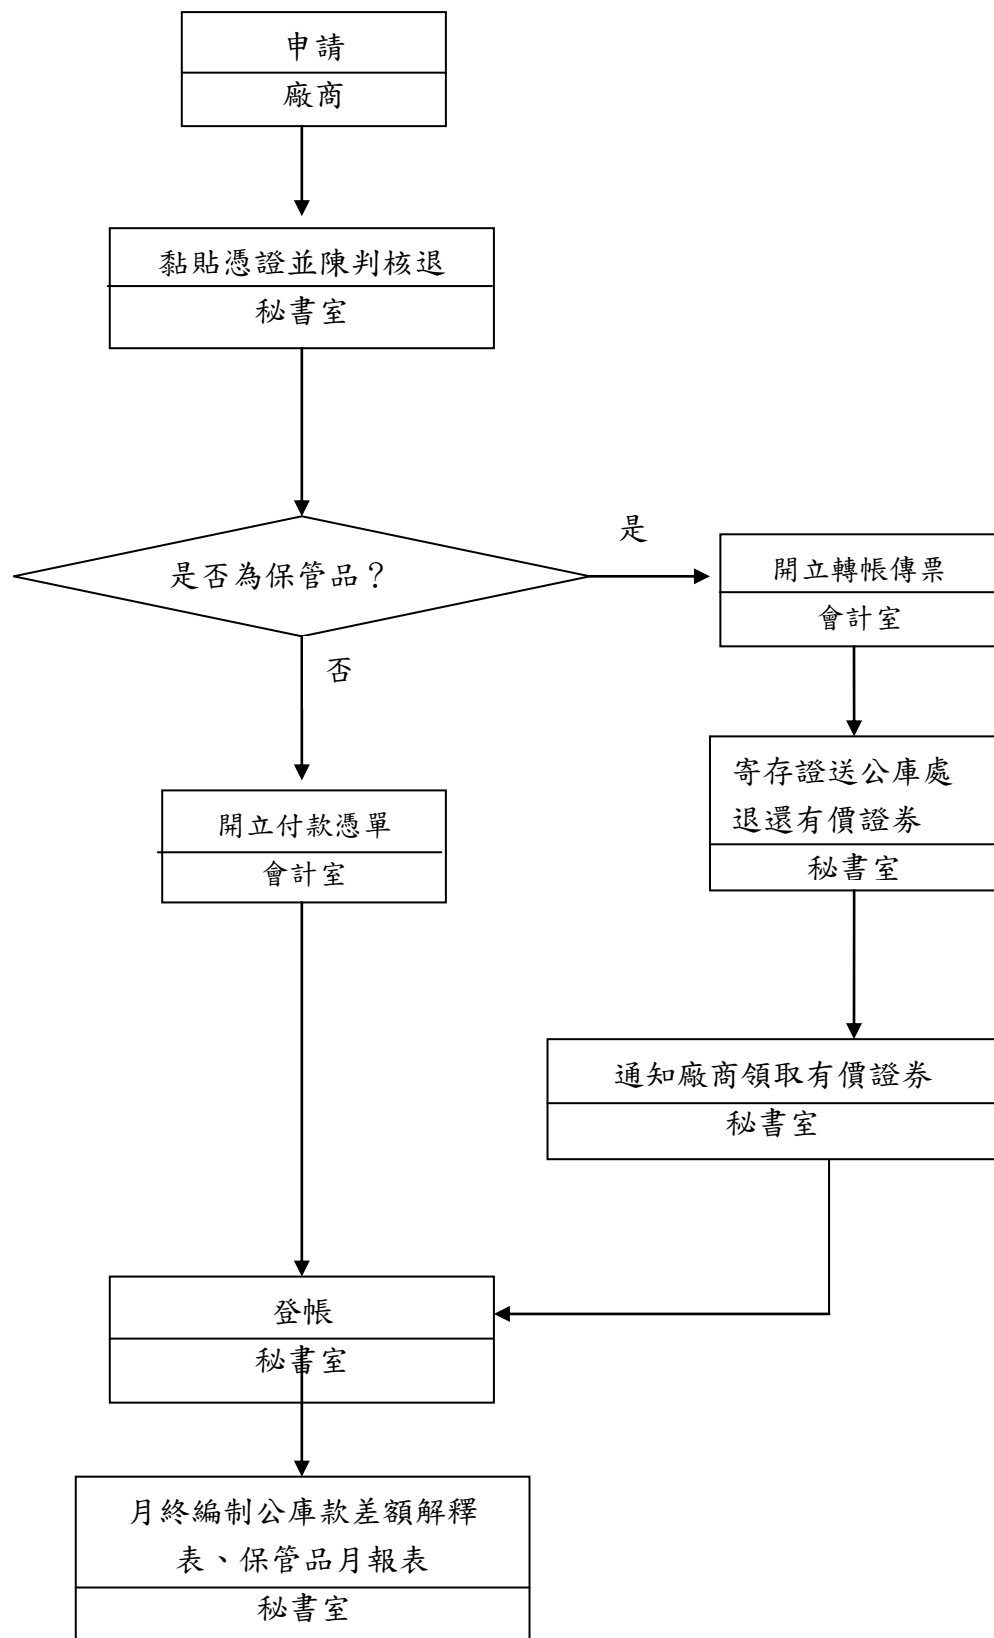 申請
廠商
黏貼憑證並陳判核退
秘書室
是否為保管品？
是
開立轉帳傳票
會計室
否
寄存證送公庫處
退還有價證券
秘書室
開立付款憑單
會計室
通知廠商領取有價證券
秘書室
登帳
秘書室
月終編制公庫款差額解釋
表、保管品月報表
秘書室